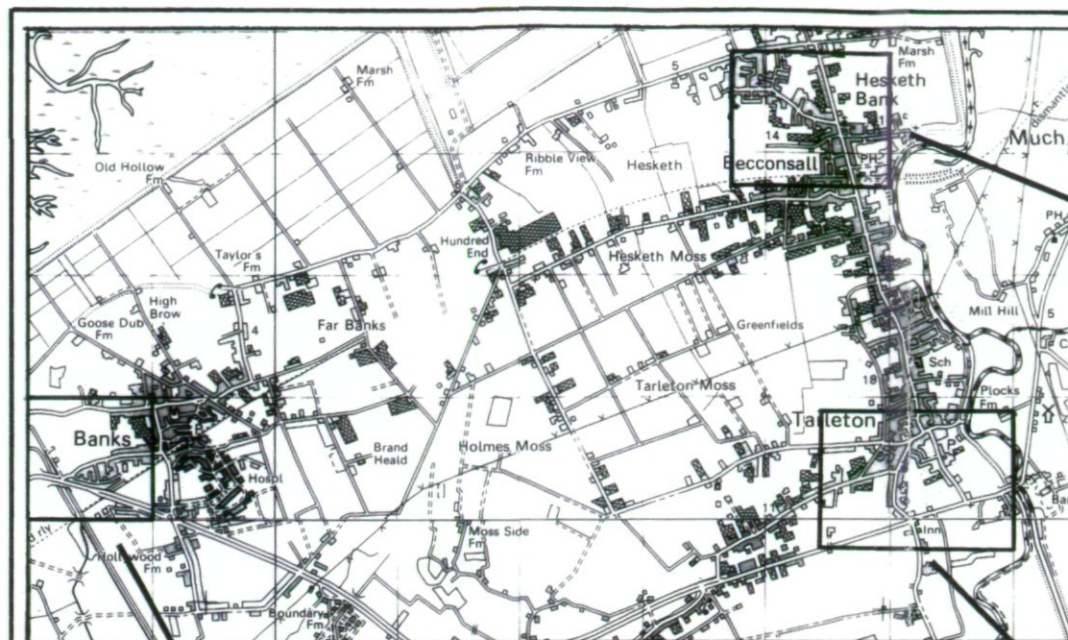 Marsh
Fm
5
Marsh
Fm
Hesketh
Bank
dismantle
Much
14
Old Hollow
Fm
Ribble View
Fm
Hesketh
Becconsall
PH
PH
Hundred
End
Taylor's
Fm
Hesketh Moss
High
Brow
Goose Dub
Fm
4
Far Banks
Greenfields
Mill Hill
5
Sch
Tarleton Moss
18
Plocks
Fm
Tarleton
Banks
Brand
Heald
Holmes Moss
Hospl
Moss Side
Fm
11
Inn
Hollywood
Fm
Boundary
Fm